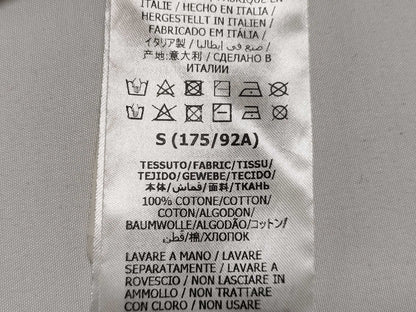 ITALIE / HECHO EN ITALIA /
HERGESTELLT IN ITALIEN /
FABRICADO EM ITÁLIA /
イタリア製 / صنع في إيطاليا /
产地:意大利 / СДЕЛАНО В
ИТАЛИИ
S (175/92A)
TESSUTO/FABRIC/TISSU/
TEJIDO/GEWEBE/TECIDO/
本体/قماش/面料/ТКАНЬ
100% COTONE/COTTON/
COTON/ALGODON/
BAUMWOLLE/ALGODÃO/コットン/
قطن/棉/ХЛОПОК
LAVARE A MANO / LAVARE
SEPARATAMENTE / LAVARE A
ROVESCIO / NON LASCIARE IN
AMMOLLO / NON TRATTARE
CON CLORO / NON USARE